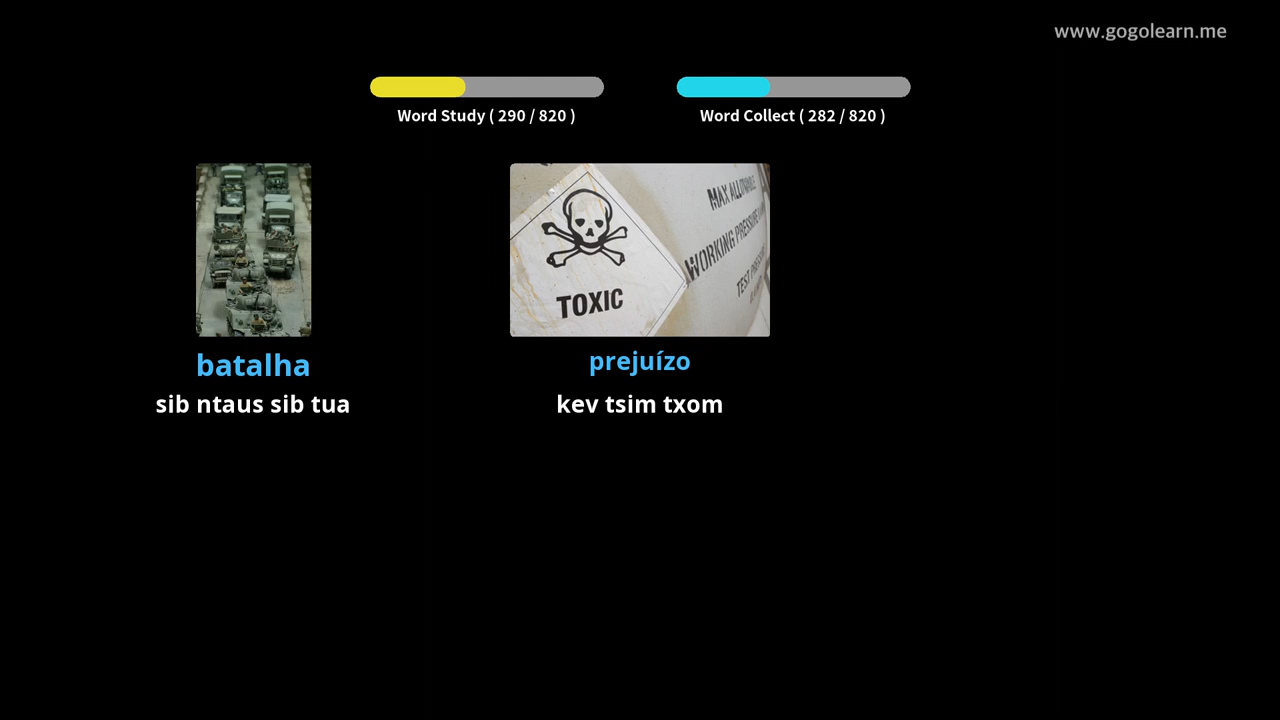 www.gogolearn.me
Word Study ( 290 / 820 )
Word Collect ( 282 / 820 )
TOXIC
MAX ALLOWABLE
WORKING PRESSURE
TEST
batalha
prejuízo
sib ntaus sib tua
kev tsim txom